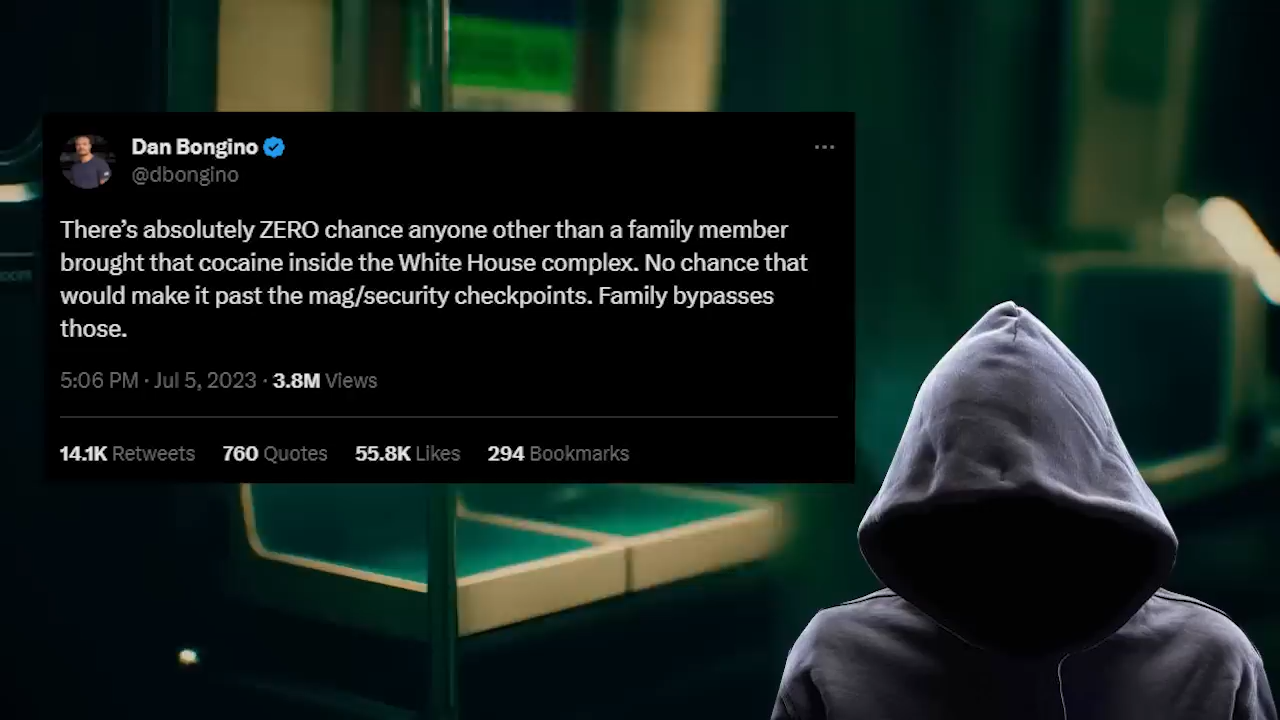 Dan Bongino
@dbongino
There’s absolutely ZERO chance anyone other than a family member
brought that cocaine inside the White House complex. No chance that
would make it past the mag/security checkpoints. Family bypasses
those.
5:06 PM · Jul 5, 2023 · 3.8M Views
14.1K Retweets 760 Quotes 55.8K Likes 294 Bookmarks